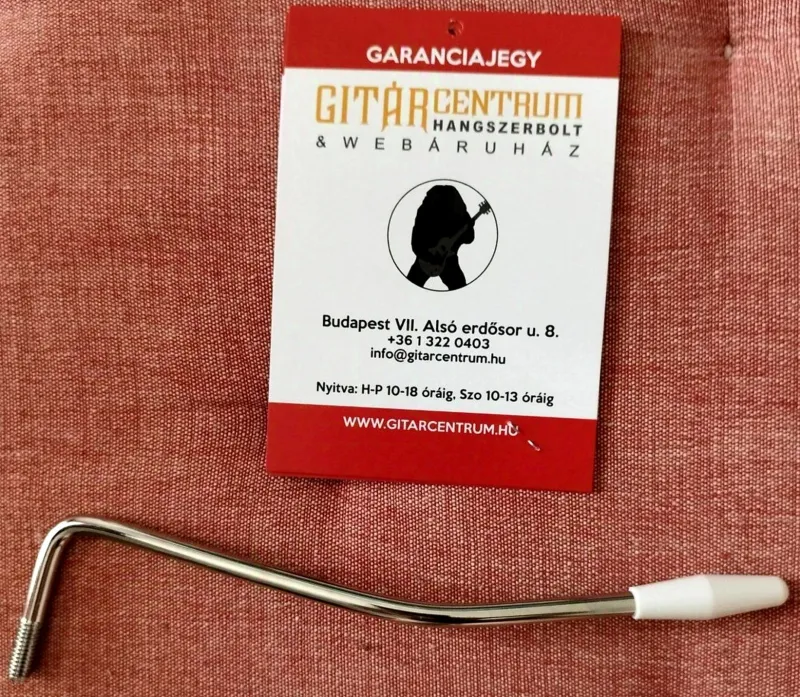 GARANCIAJEGY
GITÁRCENTRUM
HANGSZERBOLT
& WEBÁRUHÁZ
Budapest VII. Alsó erdősor u. 8.
+36 1 322 0403
info@gitarcentrum.hu
Nyitva: H-P 10-18 óráig, Szo 10-13 óráig
WWW.GITARCENTRUM.HU